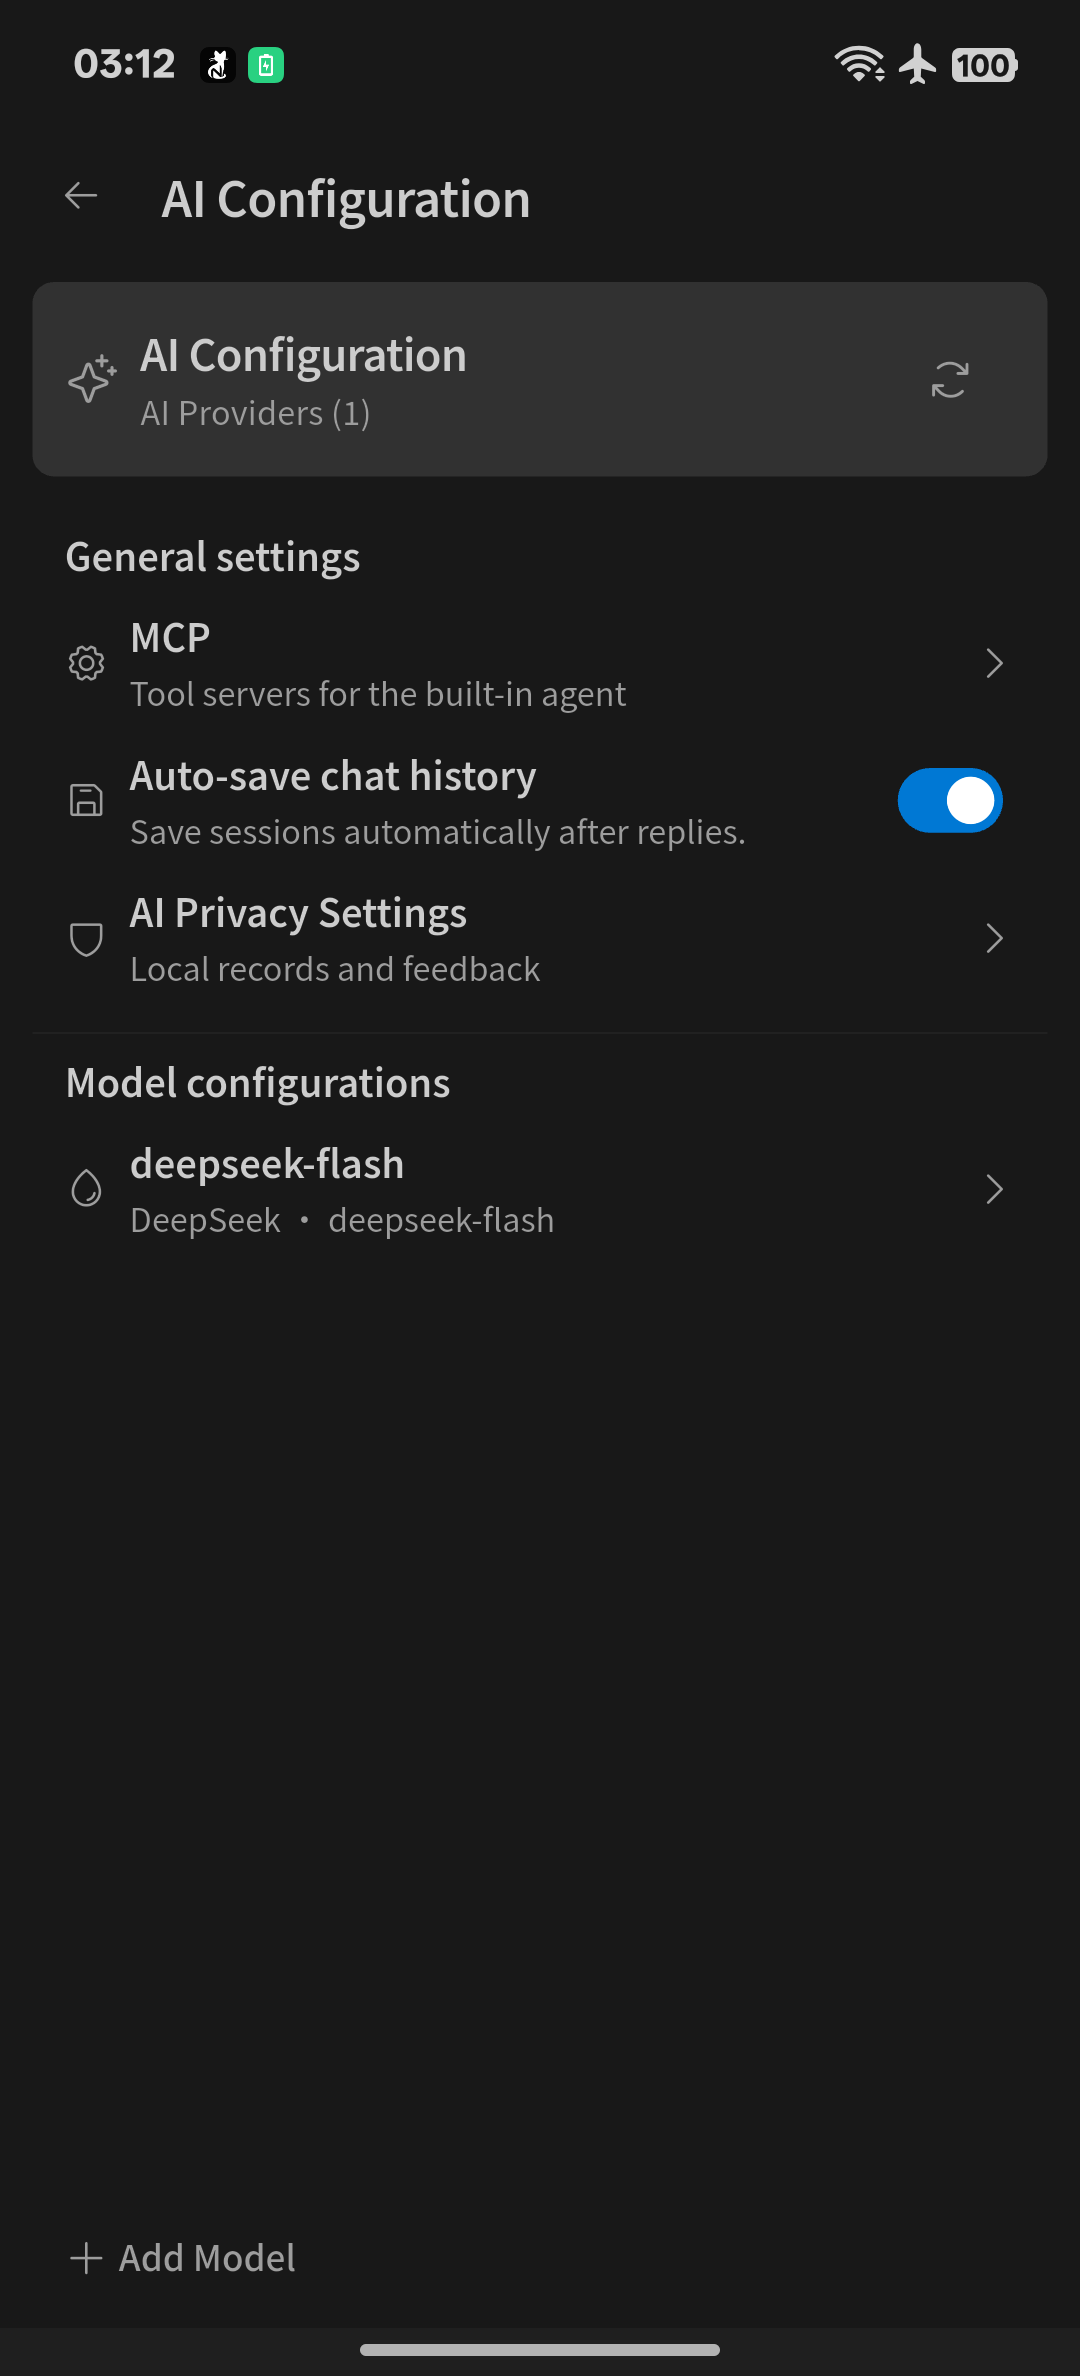 03:12
100
AI Configuration
AI Configuration
AI Providers (1)
General settings
MCP
Tool servers for the built-in agent
Auto-save chat history
Save sessions automatically after replies.
AI Privacy Settings
Local records and feedback
Model configurations
deepseek-flash
DeepSeek • deepseek-flash
Add Model